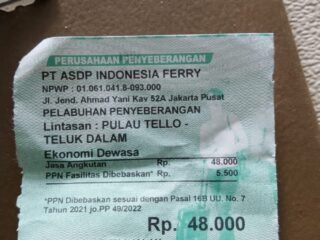 PERUSAHAAN PENYEBERANGAN
PT ASDP INDONESIA FERRY
NPWP : 01.061.041.8-093.000
Jl. Jend. Ahmad Yani Kav 52A Jakarta Pusat
PELABUHAN PENYEBERANGAN
Lintasan : PULAU TELLO -
TELUK DALAM
Ekonomi Dewasa
Jasa Angkutan Rp. 48.000
PPN Fasilitas Dibebaskan* Rp. 5.500
*PPN Dibebaskan sesuai dengan Pasal 16B UU. No. 7
Tahun 2021 jo.PP 49/2022
Rp. 48.000